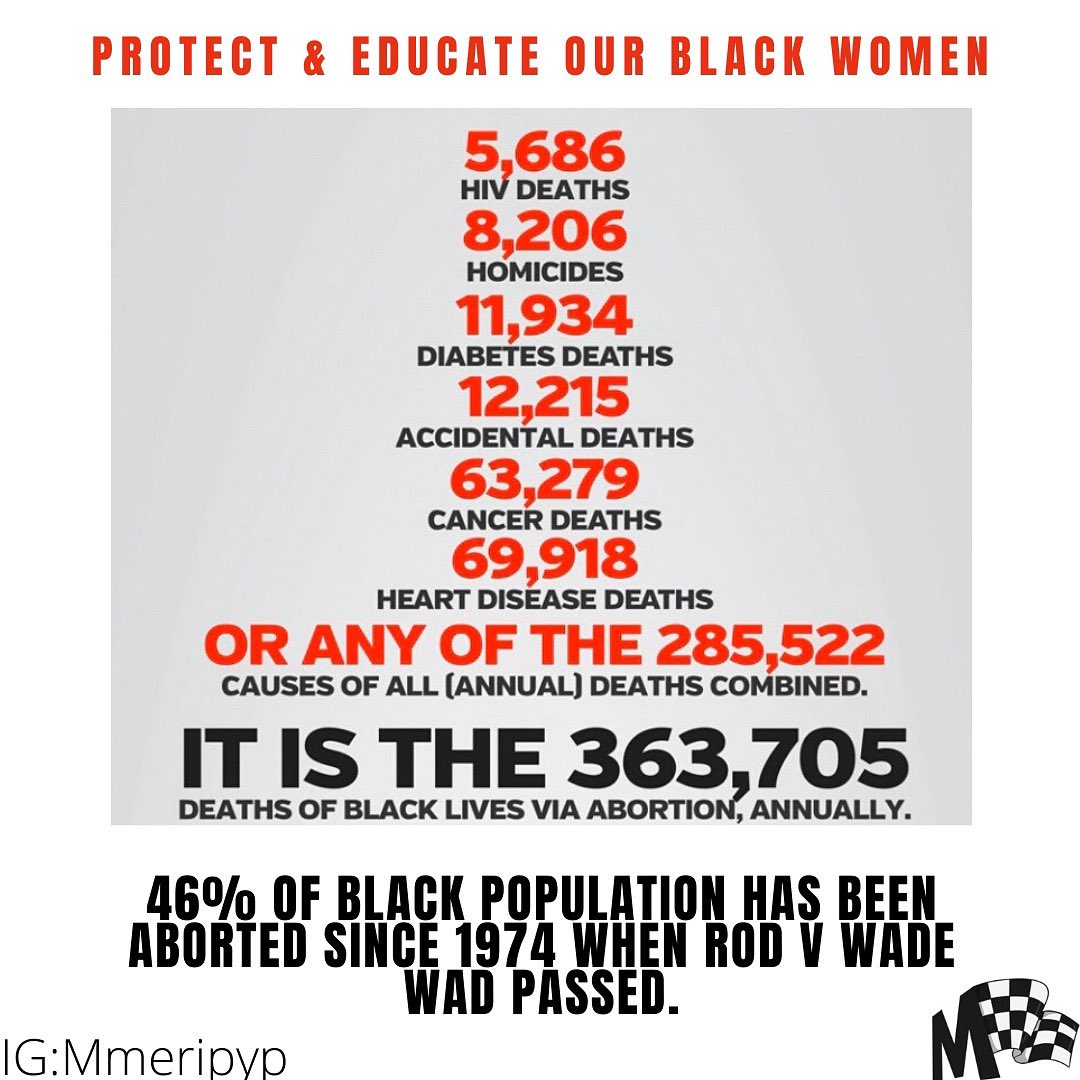 PROTECT & EDUCATE OUR BLACK WOMEN
5,686
HIV DEATHS
8,206
HOMICIDES
11,934
DIABETES DEATHS
12,215
ACCIDENTAL DEATHS
63,279
CANCER DEATHS
69,918
HEART DISEASE DEATHS
OR ANY OF THE 285,522
CAUSES OF ALL (ANNUAL) DEATHS COMBINED.
IT IS THE 363,705
DEATHS OF BLACK LIVES VIA ABORTION, ANNUALLY.
46% OF BLACK POPULATION HAS BEEN
ABORTED SINCE 1974 WHEN ROD V WADE
WAD PASSED.
M
IG:Mmeripyp